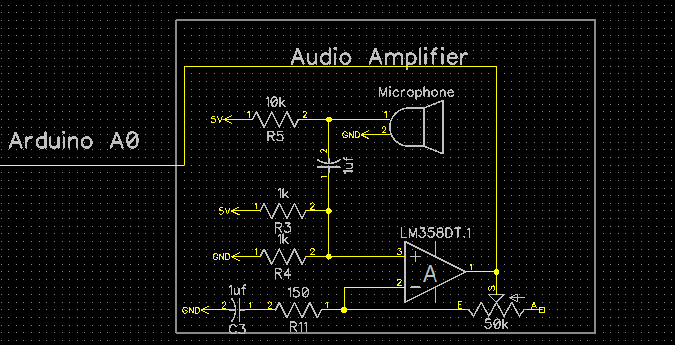 Audio Amplifier
Microphone
10k
5V 1 2 1
R5
GND 2
Arduino A0
2
1uf
1
1k
5V 1 2
R3
1k
LM358DT.1
GND 1 2 3
R4
A 1
2
S
1uf 150
GND 2 1 2 1 E A
C3 R11 50k